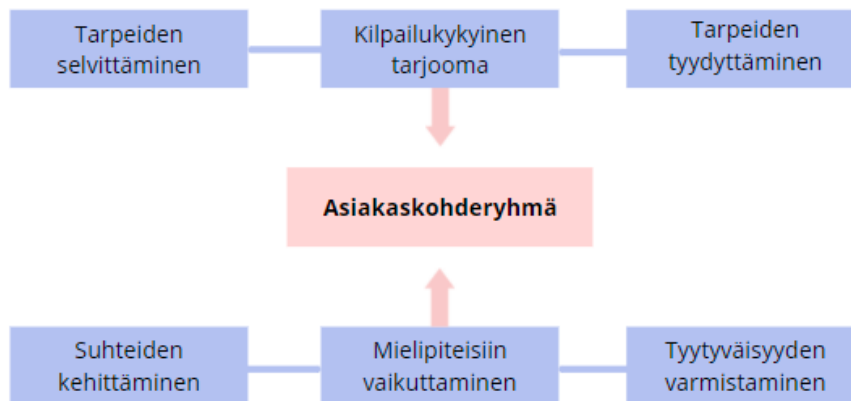 Tarpeiden
selvittäminen
Kilpailukykyinen
tarjooma
Tarpeiden
tyydyttäminen
Asiakaskohderyhmä
Suhteiden
kehittäminen
Mielipiteisiin
vaikuttaminen
Tyytyväisyyden
varmistaminen